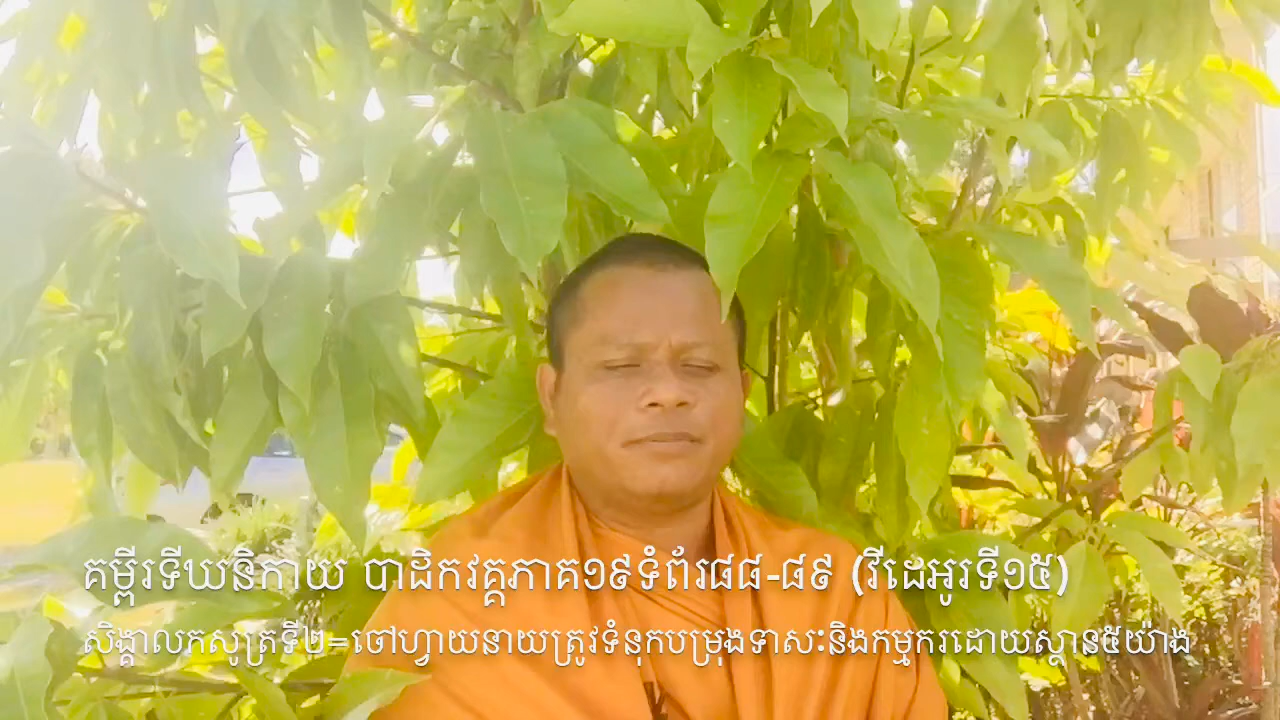 គម្ពីរទីឃនិកាយ បាដិកវគ្គភាគ១៩ទំព័រ៨៨-៨៩ (វីដេអូរទី១៥)
សិង្គាលកសូត្រទី២=ចៅហ្វាយនាយត្រូវទំនុកបម្រុងទាសៈនិងកម្មករដោយស្ថាន៥យ៉ាង